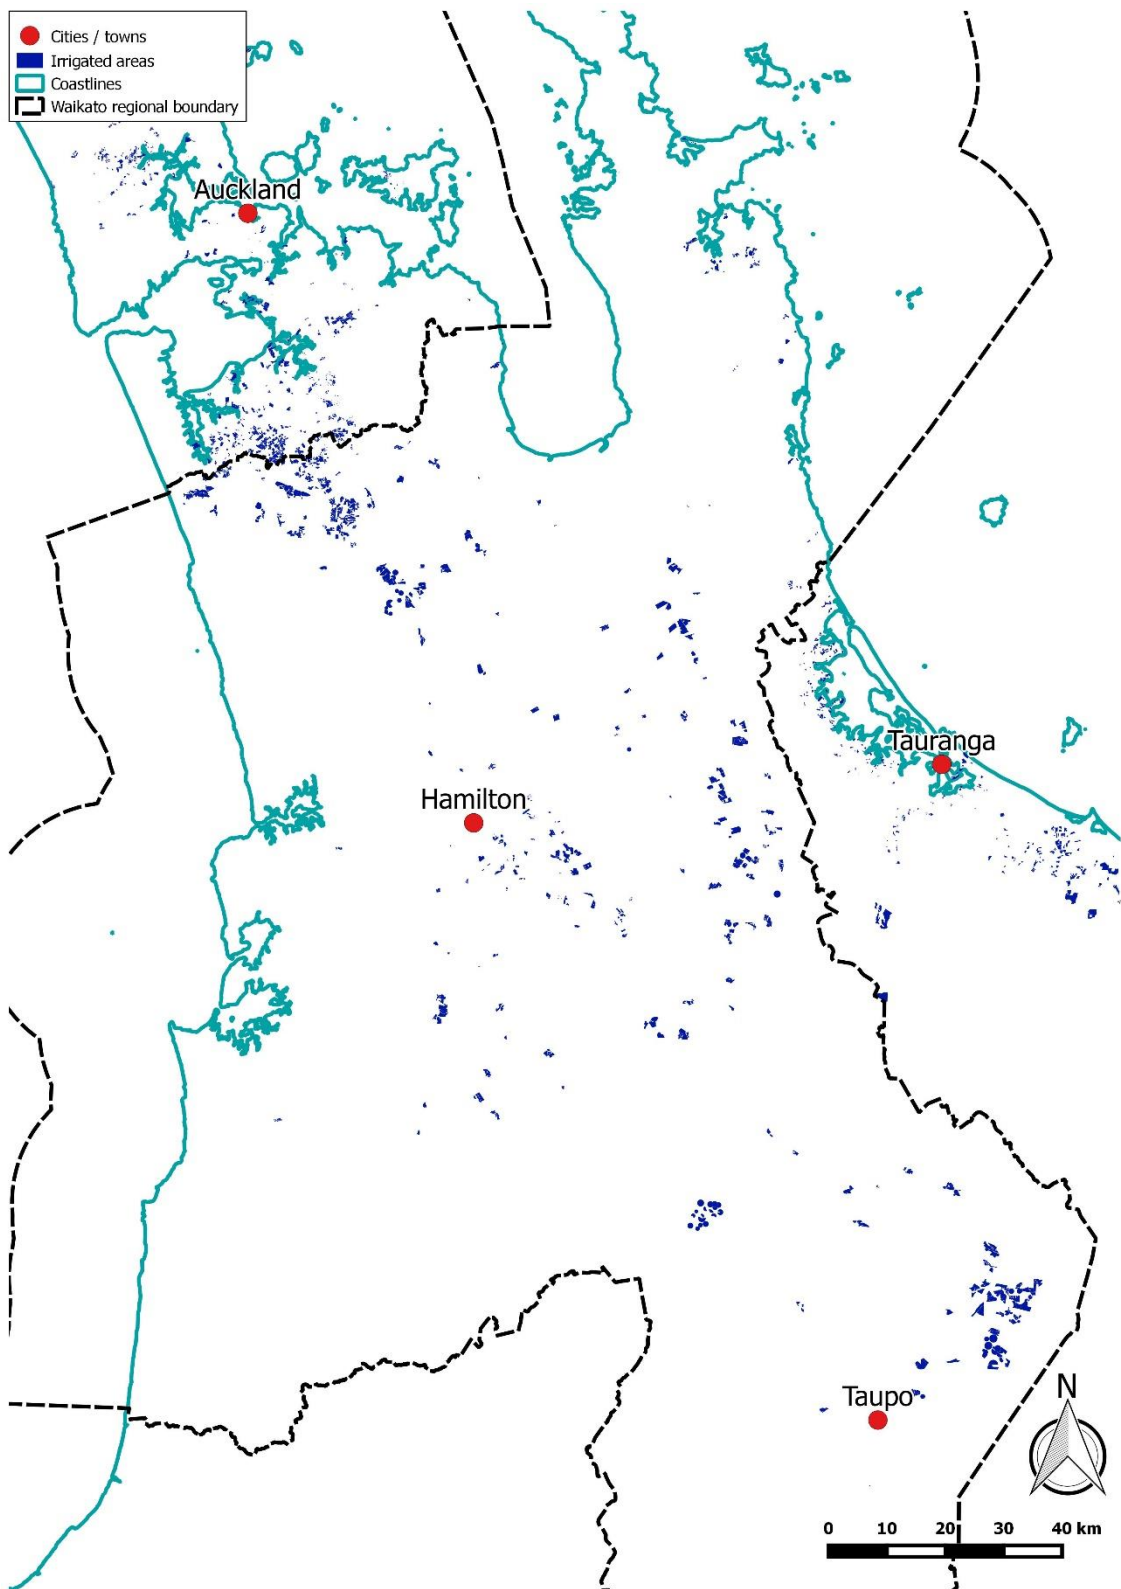 Cities / towns
Irrigated areas
Coastlines
Waikato regional boundary
Auckland
Tauranga
Hamilton
Taupo
N
0 10 20 30 40 km